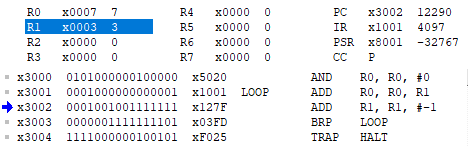 R0 x0007 7 R4 x0000 0 PC x3002 12290
R1 x0003 3 R5 x0000 0 IR x1001 4097
R2 x0000 0 R6 x0000 0 PSR x8001 -32767
R3 x0000 0 R7 x0000 0 CC P
x3000 0101000000100000 x5020 AND R0, R0, #0
x3001 0001000000000001 x1001 LOOP ADD R0, R0, R1
x3002 0001001001111111 x127F ADD R1, R1, #-1
x3003 0000001111111101 x03FD BRP LOOP
x3004 1111000000100101 xF025 TRAP HALT